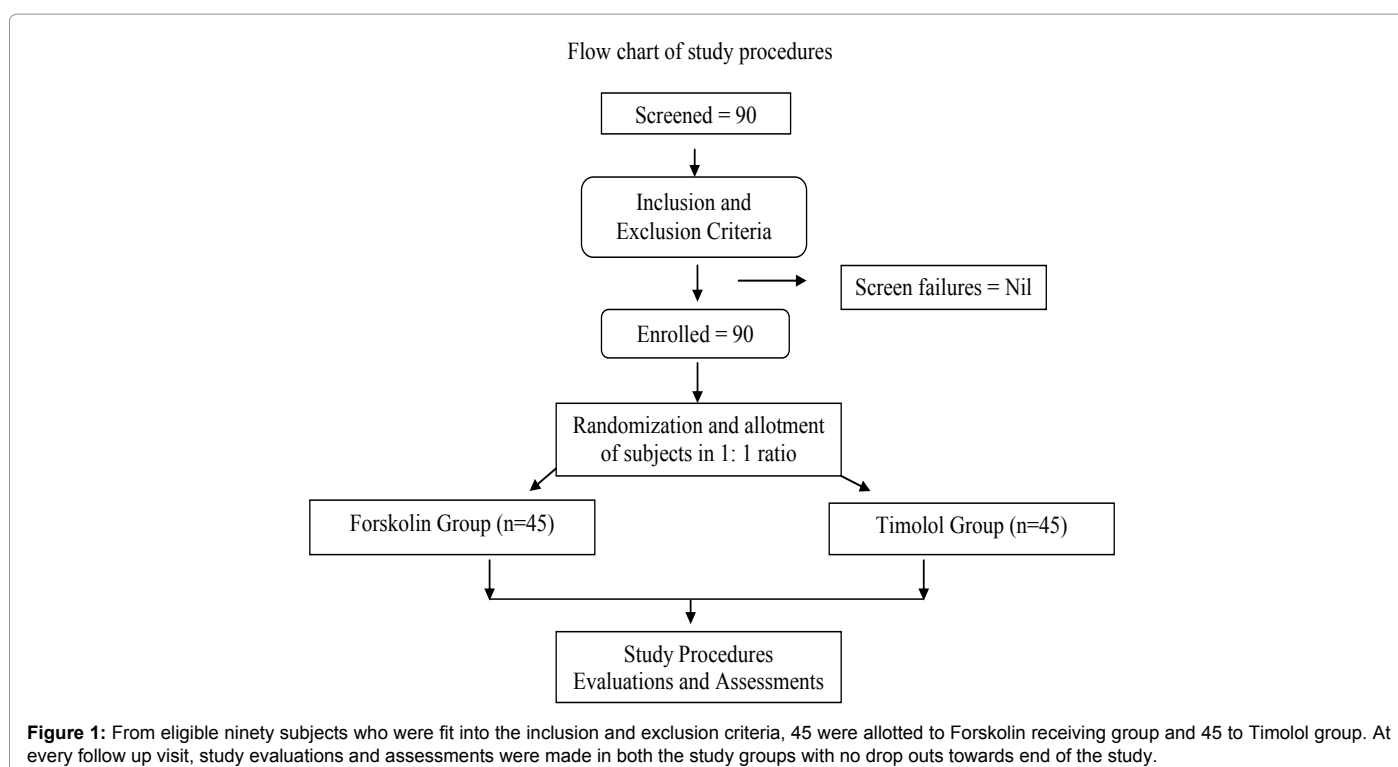 Flow chart of study procedures
Screened = 90
Inclusion and
Exclusion Criteria
Screen failures = Nil
Enrolled = 90
Randomization and allotment
of subjects in 1: 1 ratio
Forskolin Group (n=45)
Timolol Group (n=45)
Study Procedures
Evaluations and Assessments
Figure 1: From eligible ninety subjects who were fit into the inclusion and exclusion criteria, 45 were allotted to Forskolin receiving group and 45 to Timolol group. At
every follow up visit, study evaluations and assessments were made in both the study groups with no drop outs towards end of the study.